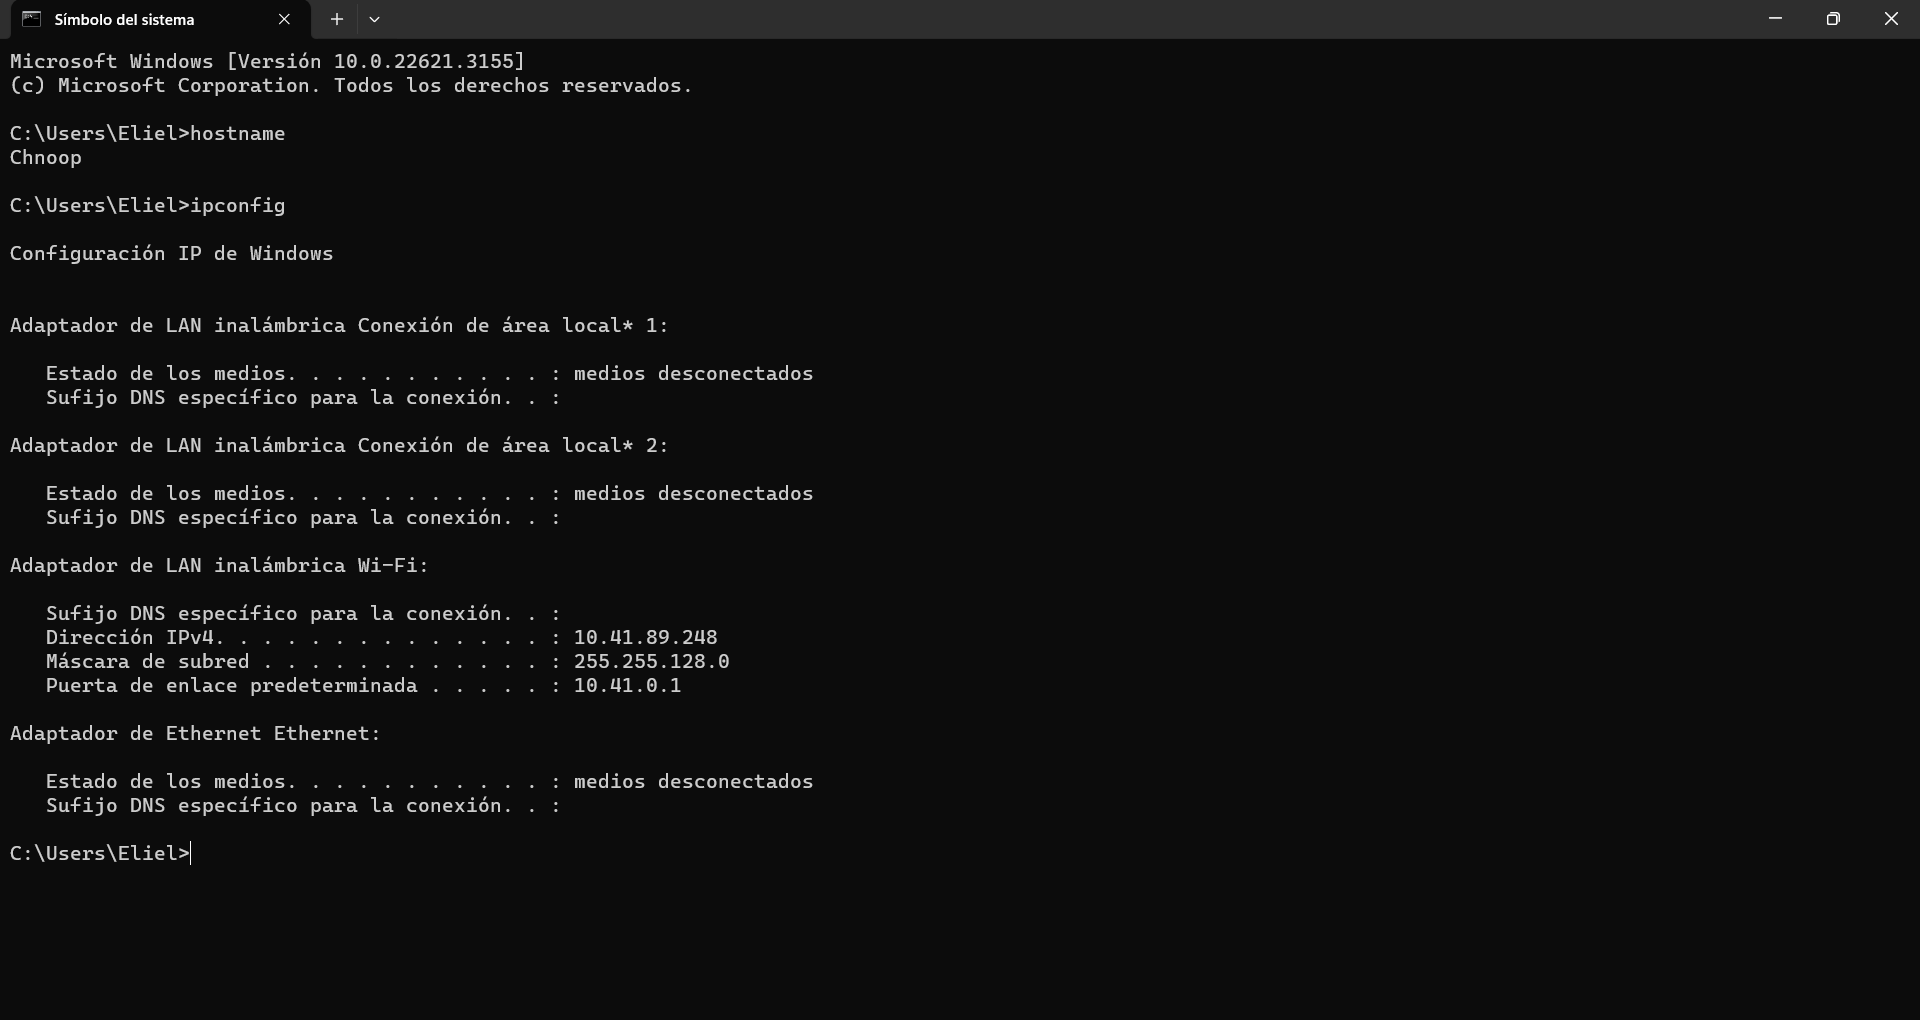 Símbolo del sistema
Microsoft Windows [Versión 10.0.22621.3155]
(c) Microsoft Corporation. Todos los derechos reservados.
C:\Users\Eliel>hostname
Chnoop
C:\Users\Eliel>ipconfig
Configuración IP de Windows
Adaptador de LAN inalámbrica Conexión de área local* 1:
   Estado de los medios. . . . . . . . . . . : medios desconectados
   Sufijo DNS específico para la conexión. . :
Adaptador de LAN inalámbrica Conexión de área local* 2:
   Estado de los medios. . . . . . . . . . . : medios desconectados
   Sufijo DNS específico para la conexión. . :
Adaptador de LAN inalámbrica Wi-Fi:
   Sufijo DNS específico para la conexión. . :
   Dirección IPv4. . . . . . . . . . . . . . : 10.41.89.248
   Máscara de subred . . . . . . . . . . . . : 255.255.128.0
   Puerta de enlace predeterminada . . . . . : 10.41.0.1
Adaptador de Ethernet Ethernet:
   Estado de los medios. . . . . . . . . . . : medios desconectados
   Sufijo DNS específico para la conexión. . :
C:\Users\Eliel>